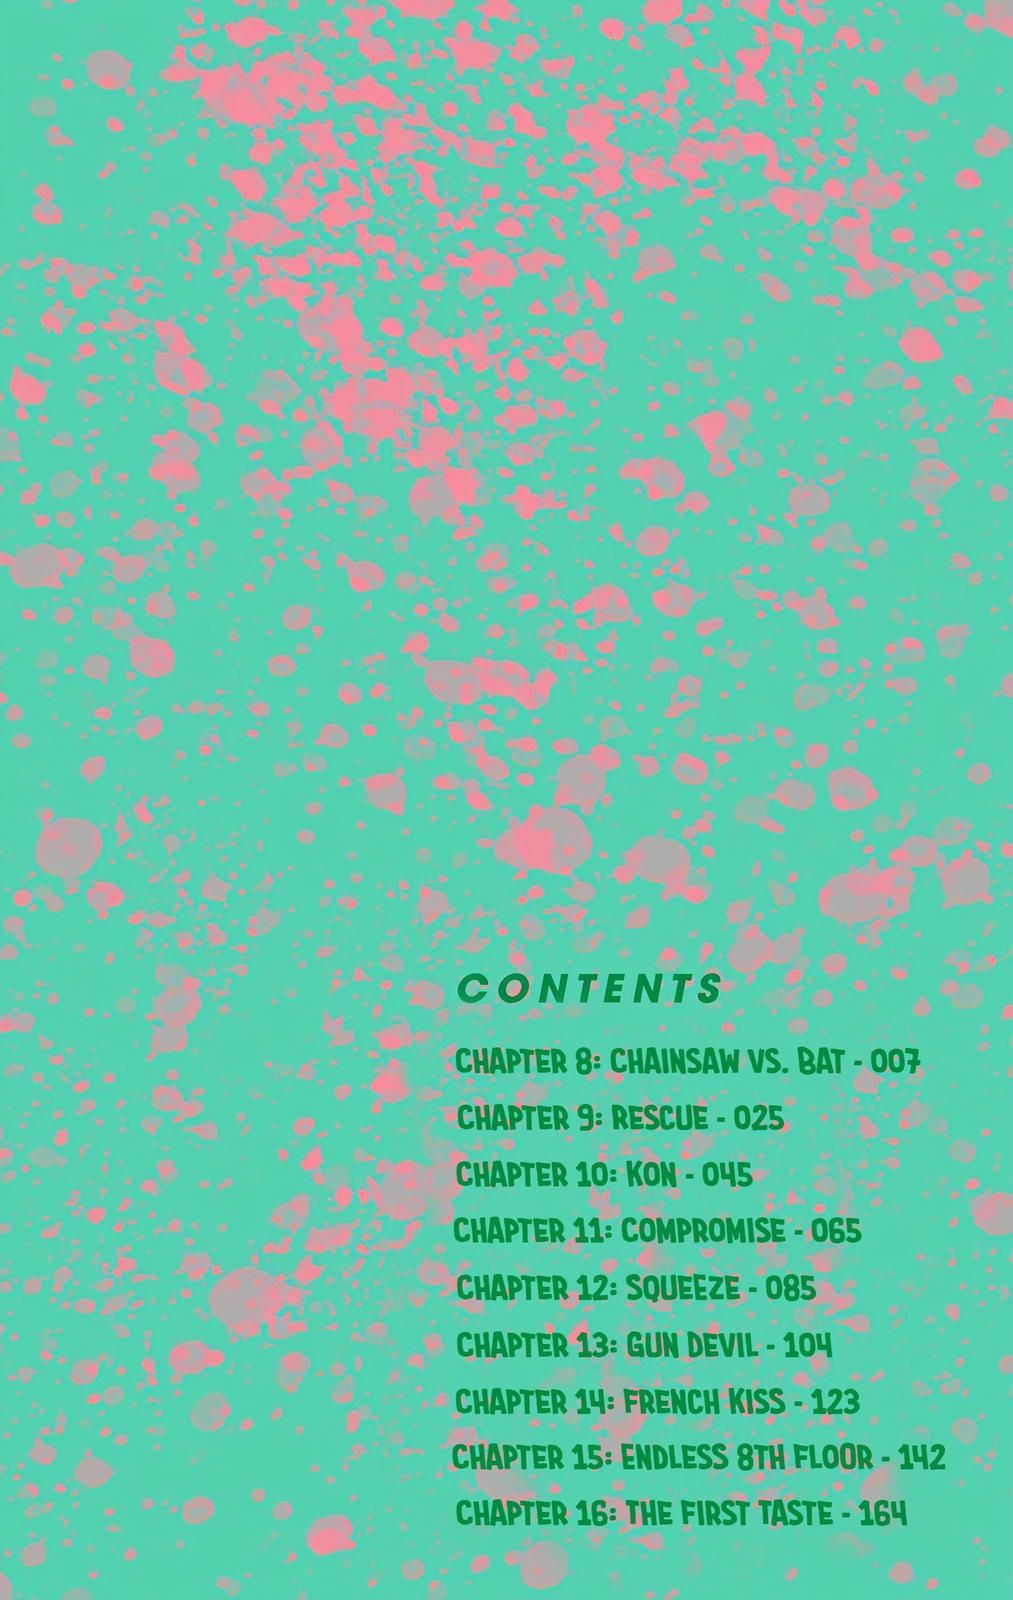 CONTENTS
CHAPTER 8: CHAINSAW VS. BAT - 007
CHAPTER 9: RESCUE - 025
CHAPTER 10: KON - 045
CHAPTER 11: COMPROMISE - 065
CHAPTER 12: SQUEEZE - 085
CHAPTER 13: GUN DEVIL - 104
CHAPTER 14: FRENCH KISS - 123
CHAPTER 15: ENDLESS 8TH FLOOR - 142
CHAPTER 16: THE FIRST TASTE - 164